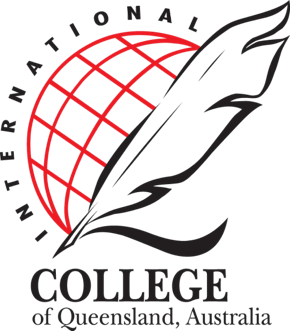 INTERNATIONAL
COLLEGE
of Queensland, Australia